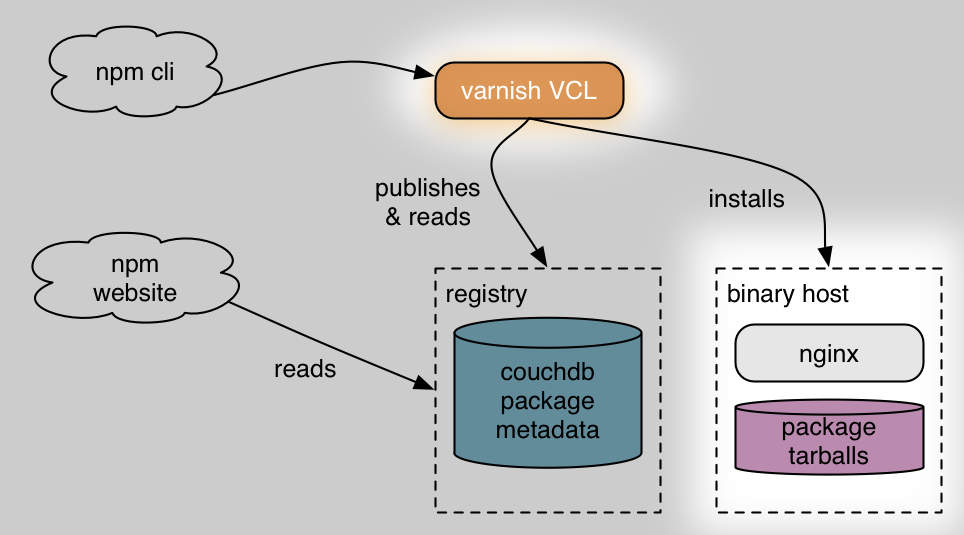 npm cli
varnish VCL
publishes
& reads
installs
npm
website
reads
registry
couchdb
package
metadata
binary host
nginx
package
tarballs